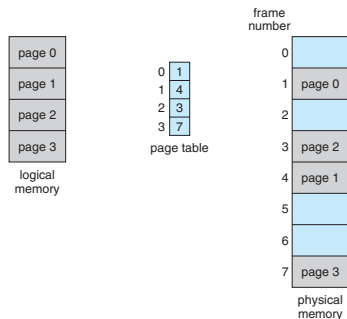 page 0
page 1
page 2
page 3
logical
memory
0 1
1 4
2 3
3 7
page table
frame
number
0
1 page 0
2
3 page 2
4 page 1
5
6
7 page 3
physical
memory